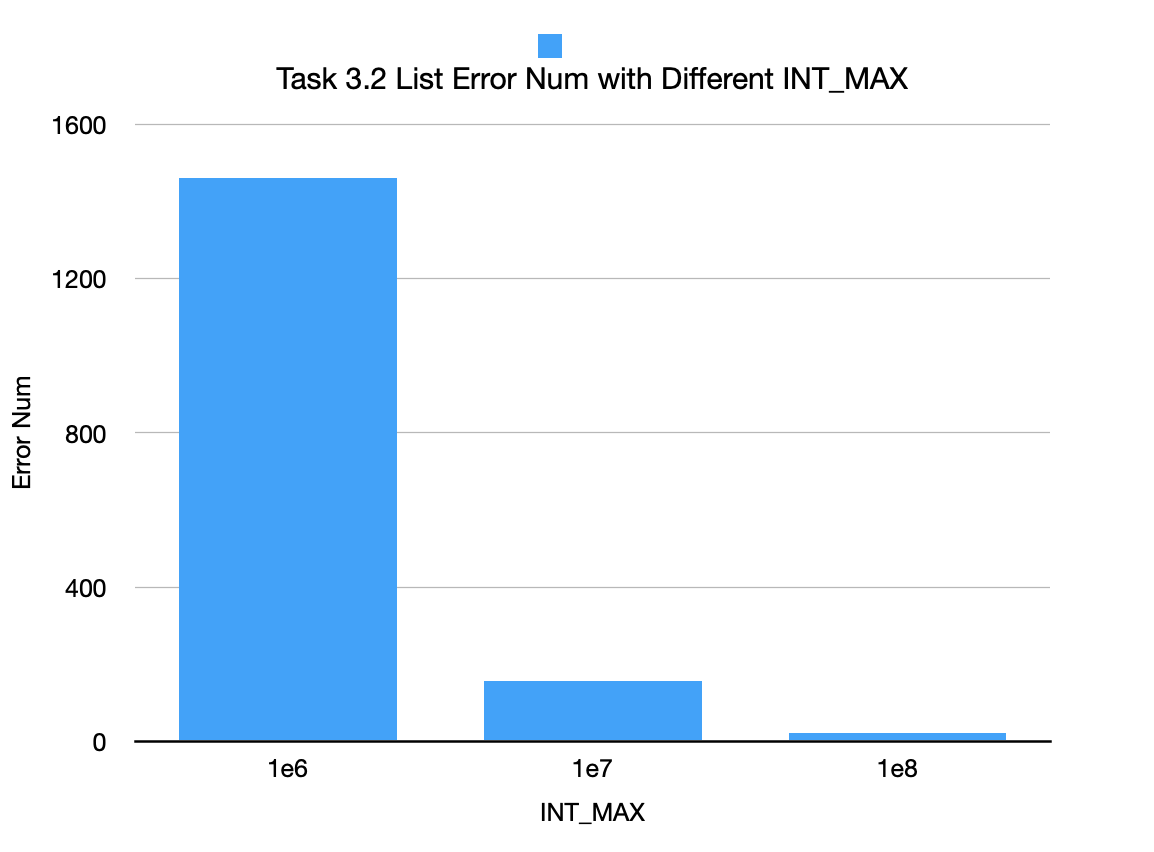 Task 3.2 List Error Num with Different INT_MAX
1600
1200
800
400
0
Error Num
1e6
1e7
1e8
INT_MAX